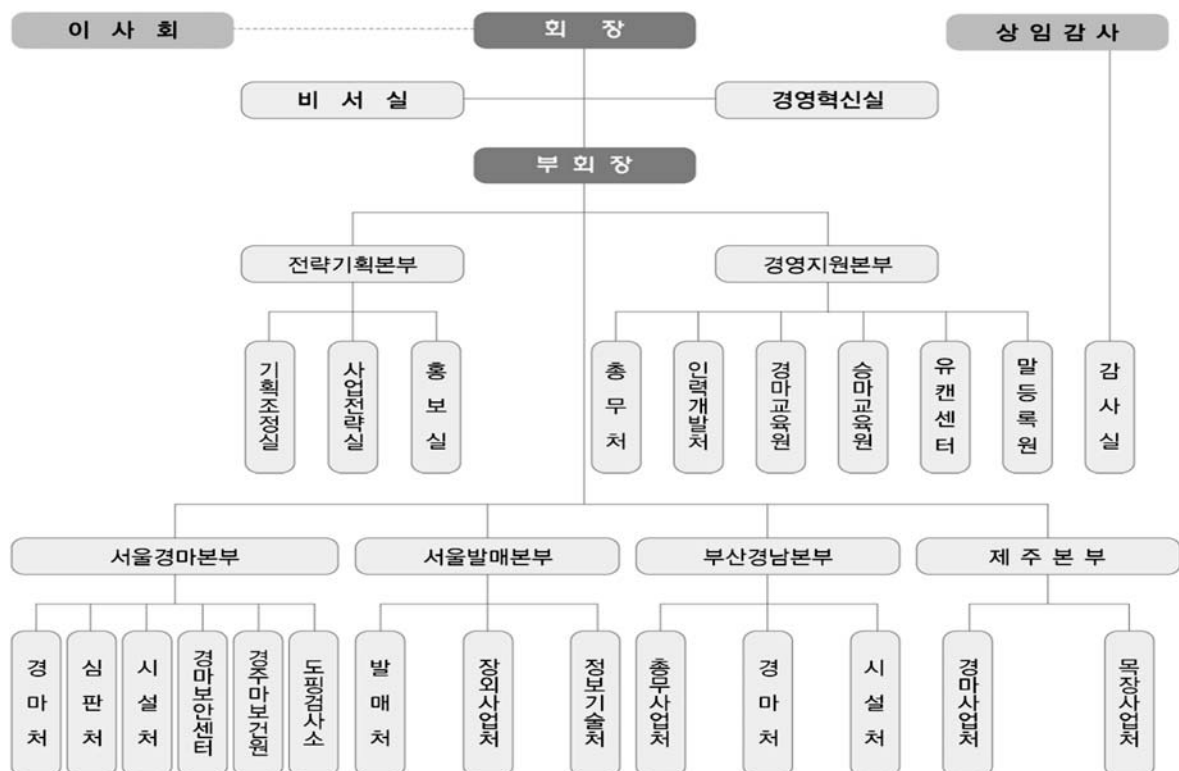 이 사 회
회 장
상 임 감 사
비 서 실
경영혁신실
부 회 장
전략기획본부
경영지원본부
기획조정실
사업전략실
홍보실
총무처
인력개발처
경마교육원
승마교육원
유캔센터
말등록원
감사실
서울경마본부
서울발매본부
부산경남본부
제 주 본 부
경마처
심판처
시설처
경마보안센터
경주마보건원
도핑검사소
발매처
장외사업처
정보기술처
총무사업처
경마처
시설처
경마사업처
목장사업처